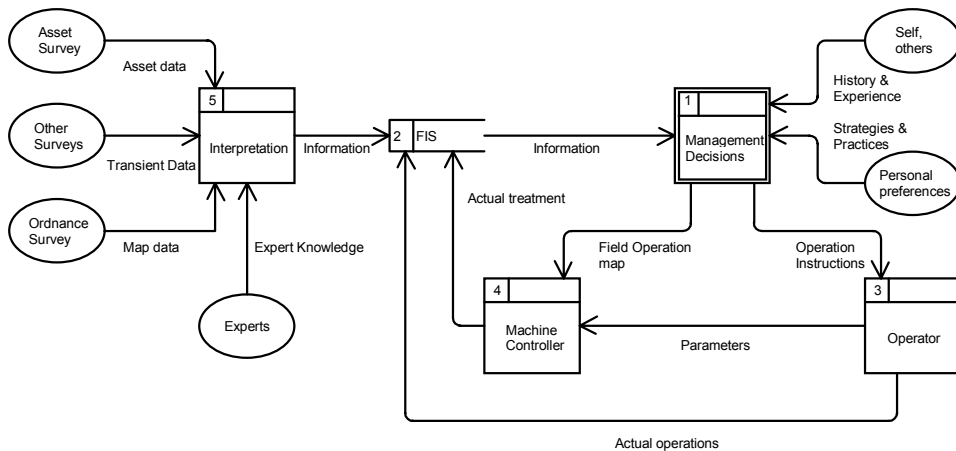 Asset
Survey
Asset data
5
Interpretation
Other
Surveys
Transient Data
Ordnance
Survey
Map data
Expert Knowledge
Experts
Information
2
FIS
Information
1
Management
Decisions
Self,
others
History &
Experience
Strategies &
Practices
Personal
preferences
Actual treatment
Field Operation
map
Operation
Instructions
4
Machine
Controller
Parameters
3
Operator
Actual operations